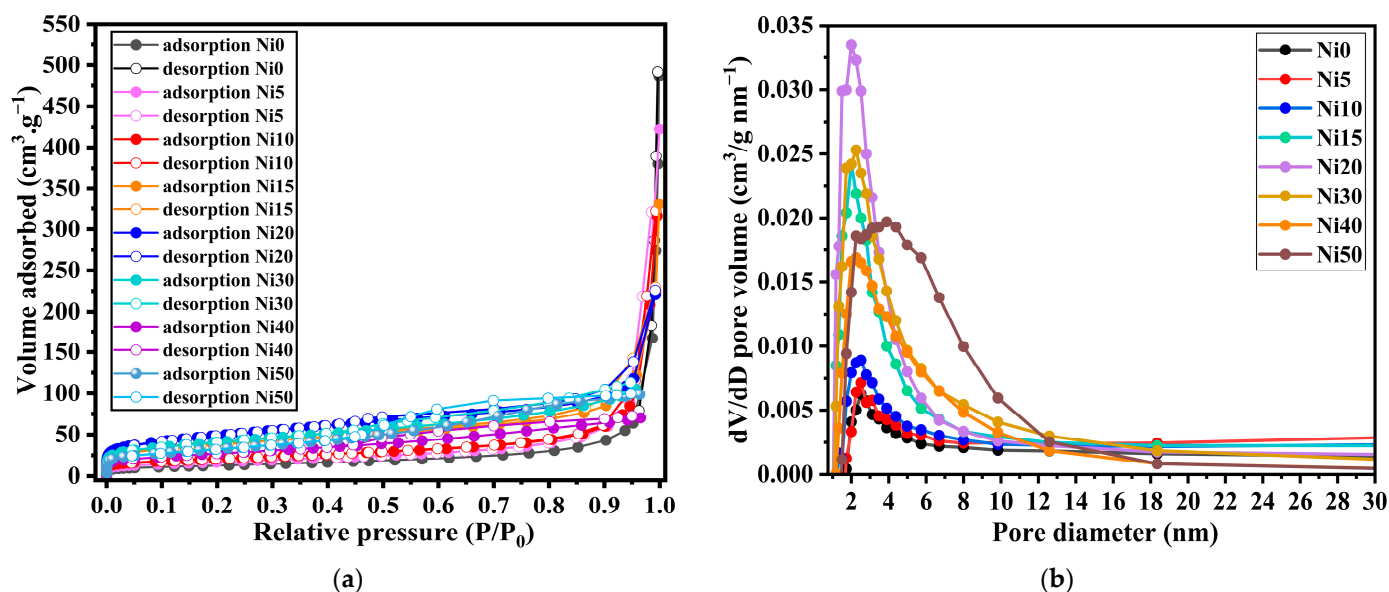 550
500
450
400
350
300
250
200
150
100
50
0
Volume adsorbed (cm³.g⁻¹)
adsorption Ni0
desorption Ni0
adsorption Ni5
desorption Ni5
adsorption Ni10
desorption Ni10
adsorption Ni15
desorption Ni15
adsorption Ni20
desorption Ni20
adsorption Ni30
desorption Ni30
adsorption Ni40
desorption Ni40
adsorption Ni50
desorption Ni50
0.0 0.1 0.2 0.3 0.4 0.5 0.6 0.7 0.8 0.9 1.0
Relative pressure (P/P₀)
(a)
0.035
0.030
0.025
0.020
0.015
0.010
0.005
0.000
dV/dD pore volume (cm³/g nm⁻¹)
Ni0
Ni5
Ni10
Ni15
Ni20
Ni30
Ni40
Ni50
2 4 6 8 10 12 14 16 18 20 22 24 26 28 30
Pore diameter (nm)
(b)